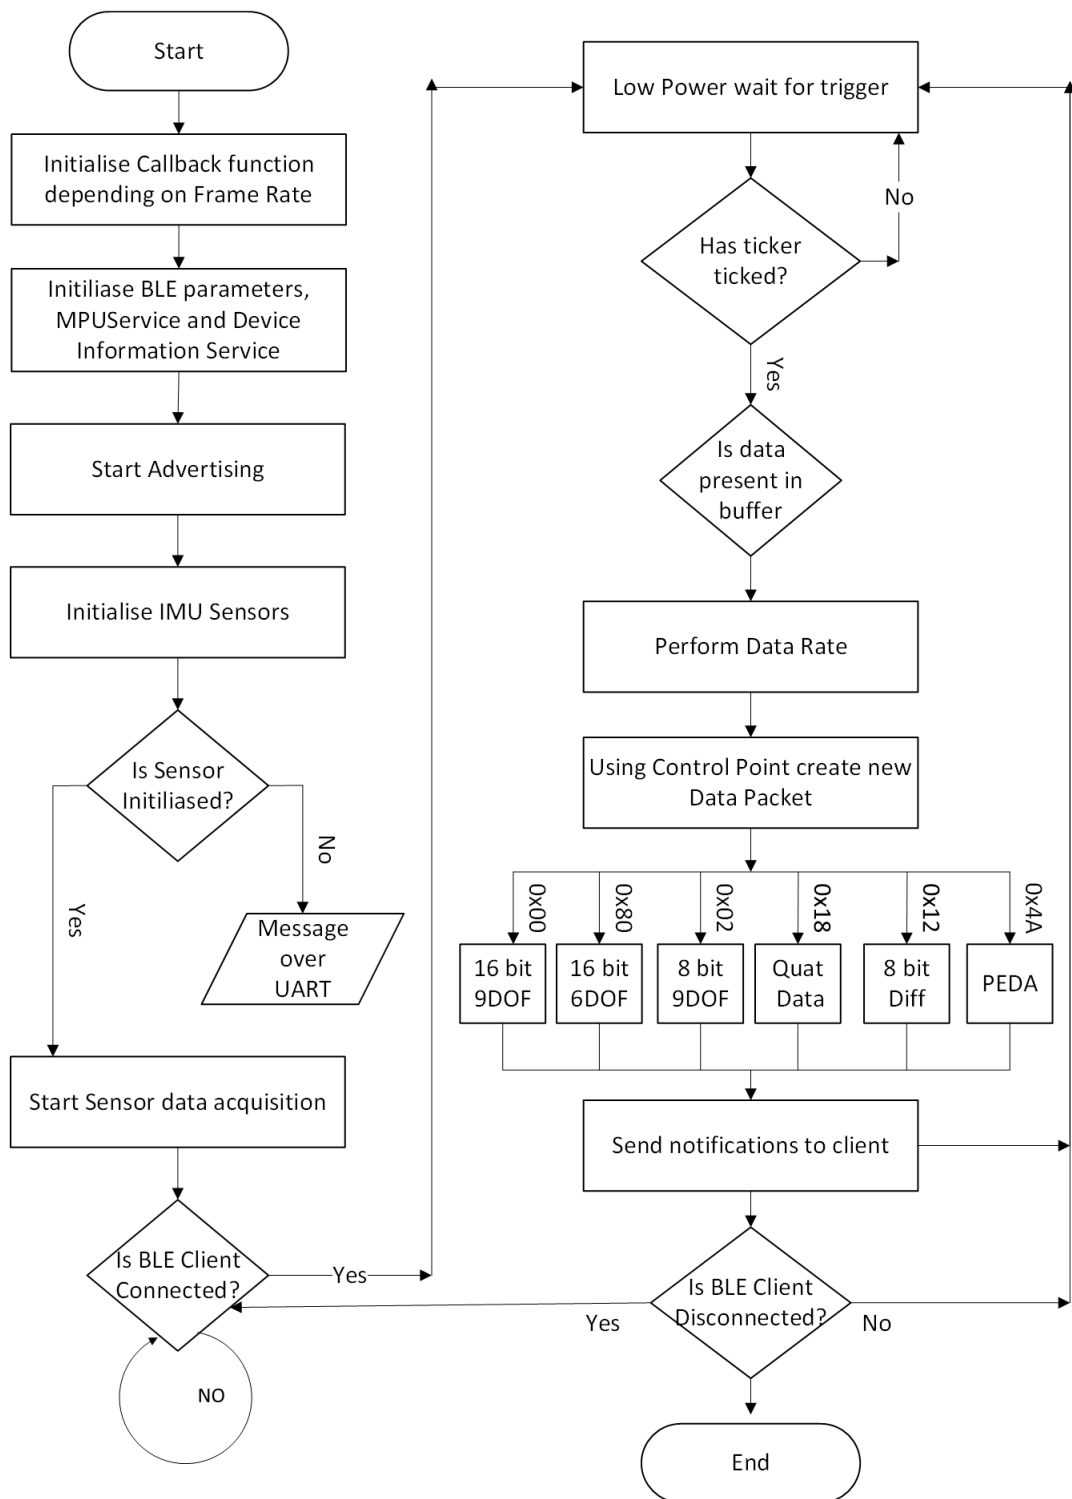 Start
Initialise Callback function
depending on Frame Rate
Initiliase BLE parameters,
MPUService and Device
Information Service
Start Advertising
Initialise IMU Sensors
Is Sensor
Initiliased?
No
Yes
Message
over
UART
Start Sensor data acquisition
Is BLE Client
Connected?
Yes
NO
Low Power wait for trigger
No
Has ticker
ticked?
Yes
Is data
present in
buffer
Perform Data Rate
Using Control Point create new
Data Packet
0x00
0x80
0x02
0x18
0x12
0x4A
16 bit
9DOF
16 bit
6DOF
8 bit
9DOF
Quat
Data
8 bit
Diff
PEDA
Send notifications to client
Is BLE Client
Disconnected?
Yes
No
End